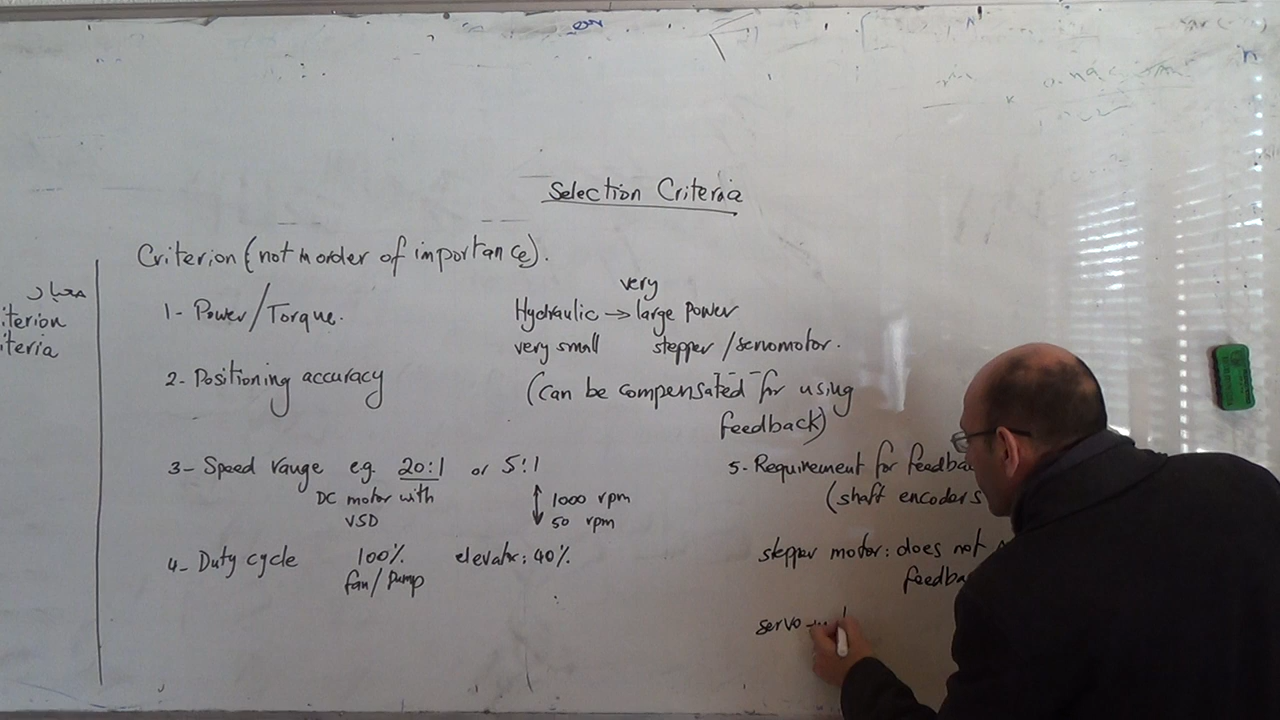 Selection Criteria
Criterion (not in order of importance).
معيار
iterion
iteria
1- Power/Torque.
very
Hydraulic → large power
very small stepper/servomotor.
2- Positioning accuracy
(can be compensated for using
feedback)
3- Speed range e.g. 20:1 or 5:1
DC motor with
VSD
1000 rpm
50 rpm
4- Duty cycle 100% elevator: 40%
fan/Pump
5- Requirement for feedba
(shaft encoders
stepper motor: does not
feedba
servo